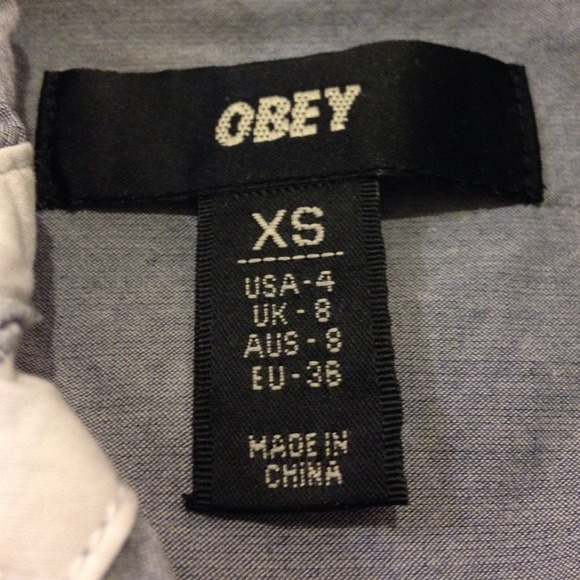 OBEY
XS
USA-4
UK-8
AUS-8
EU-36
MADE IN
CHINA